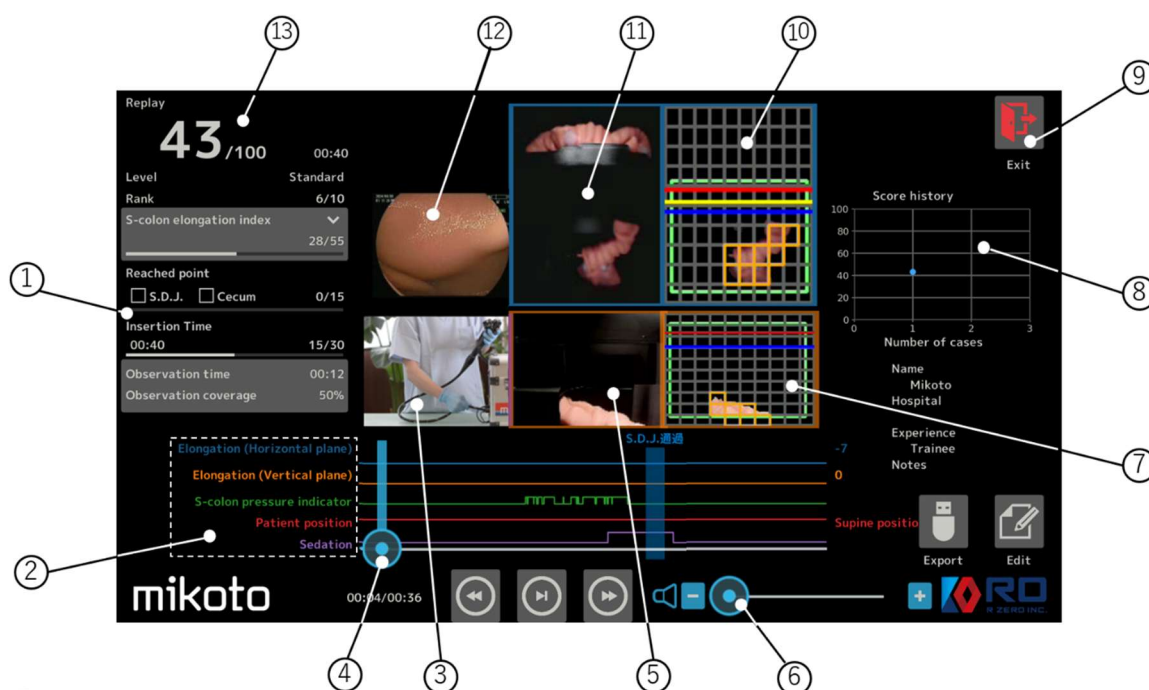 ⑬
⑫
⑪
⑩
⑨
Replay
43/100 00:40
Level Standard
Rank 6/10
S-colon elongation index
28/55
Reached point
S.D.J. Cecum 0/15
Insertion Time
00:40 15/30
Observation time 00:12
Observation coverage 50%
①
Exit
Score history
100
80
60
40
20
0
0 1 2 3
Number of cases
⑧
Name
Mikoto
Hospital
Experience
Trainee
Notes
⑦
S.D.J.通過
Elongation (Horizontal plane) -7
Elongation (Vertical plane) 0
S-colon pressure indicator
Patient position Supine positio
Sedation
②
Export Edit
mikoto
00:04/00:36
RO
R ZERO INC.
④
③
⑤
⑥